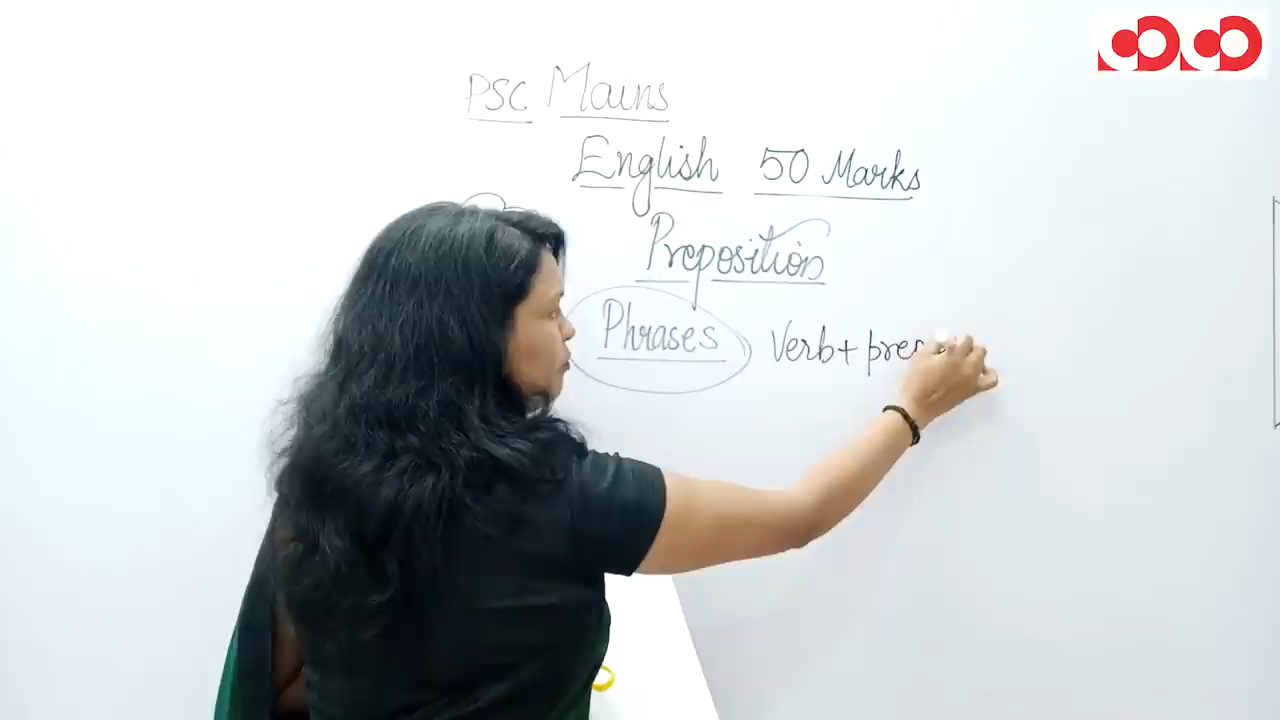 PSC Mains
English 50 Marks
Preposition
Phrases Verb + prep